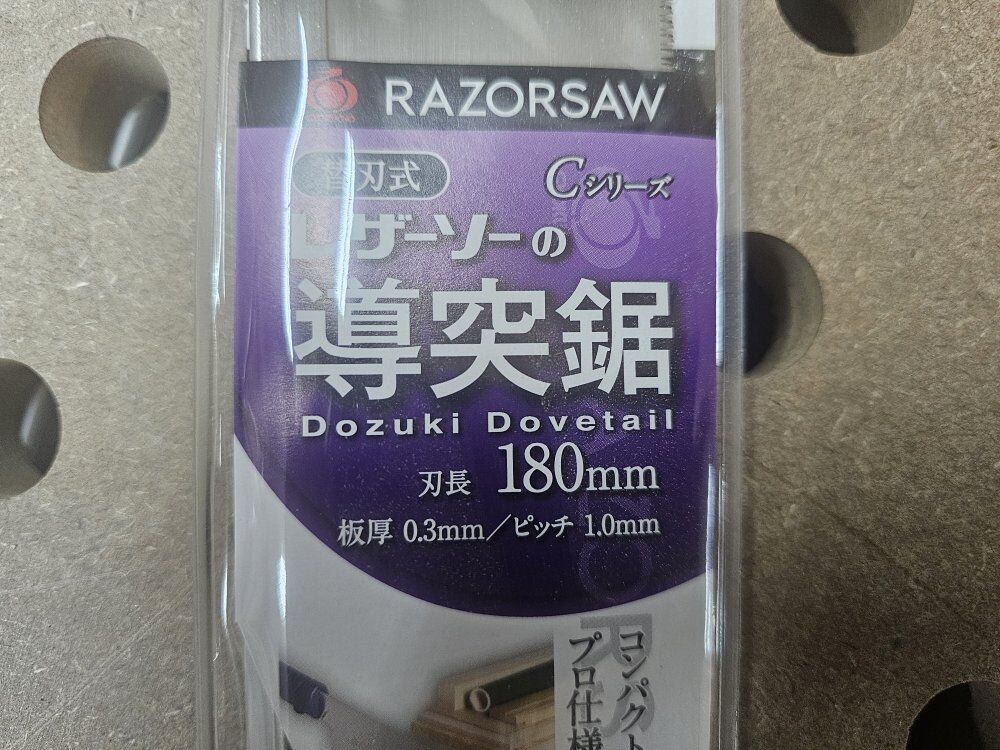 RAZORSAW
替刃式
Cシリーズ
レザーソーの
導突鋸
Dozuki Dovetail
刃長 180mm
板厚 0.3mm／ピッチ 1.0mm
コンパクト
プロ仕様